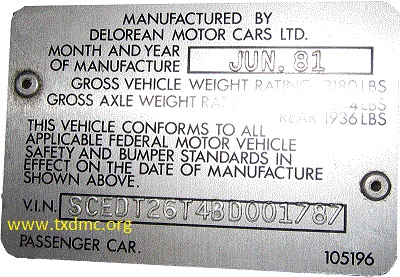 MANUFACTURED BY
DELOREAN MOTOR CARS LTD.
MONTH AND YEAR
OF MANUFACTURE JUN. 81
GROSS VEHICLE WEIGHT RATING 3180 LBS
GROSS AXLE WEIGHT LBS
REAR 1936 LBS
THIS VEHICLE CONFORMS TO ALL
APPLICABLE FEDERAL MOTOR VEHICLE
SAFETY AND BUMPER STANDARDS IN
EFFECT ON THE DATE OF MANUFACTURE
SHOWN ABOVE.
V.I.N. SCEDT26T4BD001787
www.txdmc.org
PASSENGER CAR. 105196